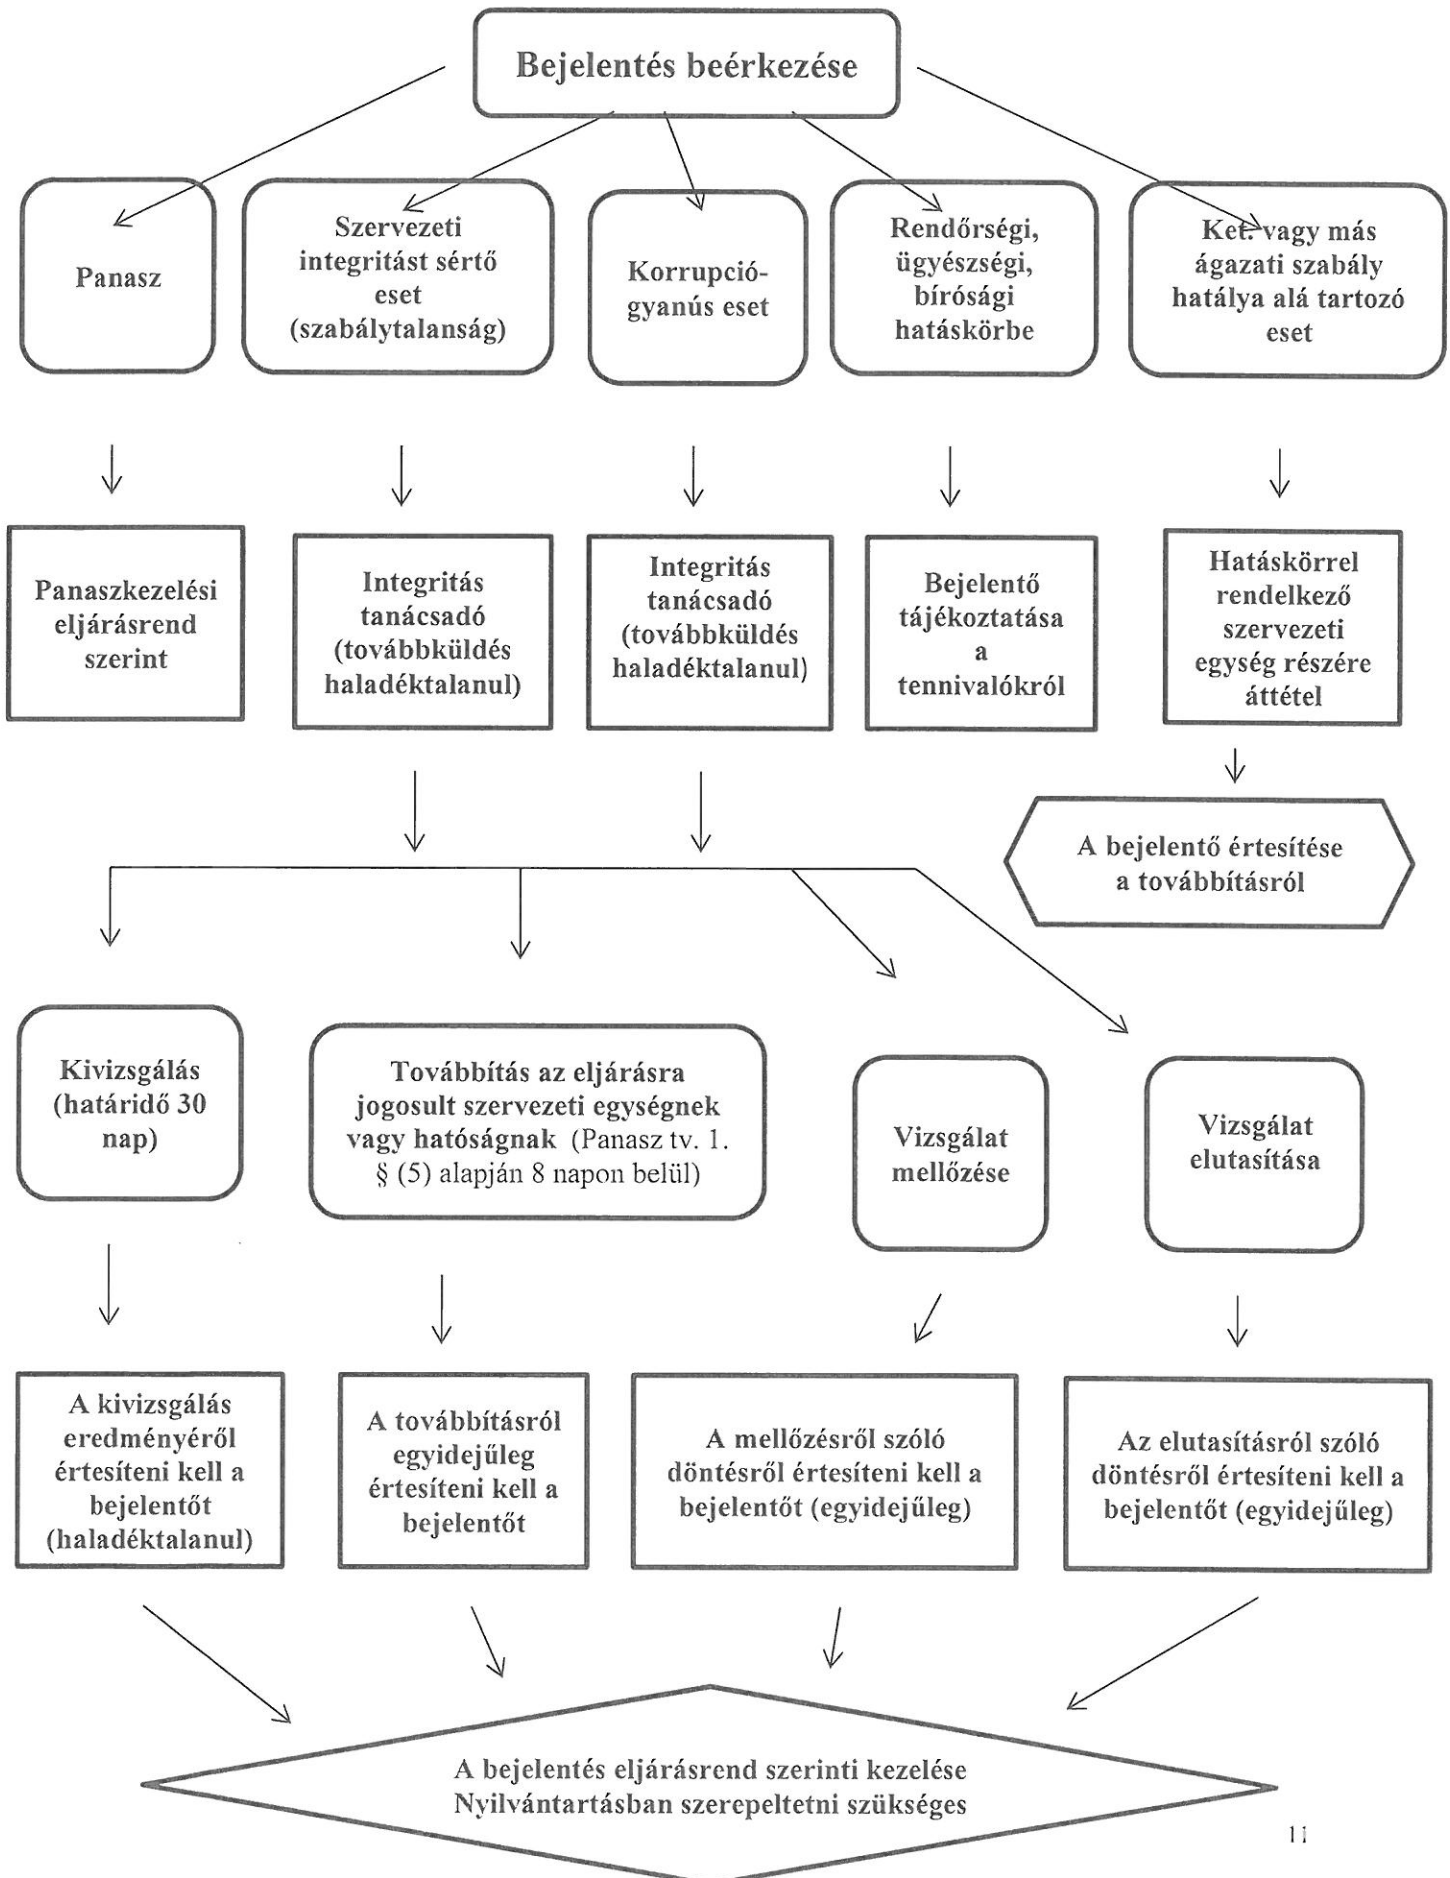 Bejelentés beérkezése
Panasz
Szervezeti
integritást sértő
eset
(szabálytalanság)
Korrupció-
gyanús eset
Rendőrségi,
ügyészségi,
bírósági
hatáskörbe
Ket. vagy más
ágazati szabály
hatálya alá tartozó
eset
Panaszkezelési
eljárásrend
szerint
Integritás
tanácsadó
(továbbküldés
haladéktalanul)
Integritás
tanácsadó
(továbbküldés
haladéktalanul)
Bejelentő
tájékoztatása
a
tennivalókról
Hatáskörrel
rendelkező
szervezeti
egység részére
áttétel
A bejelentő értesítése
a továbbításról
Kivizsgálás
(határidő 30
nap)
Továbbítás az eljárásra
jogosult szervezeti egységnek
vagy hatóságnak (Panasz tv. 1.
§ (5) alapján 8 napon belül)
Vizsgálat
mellőzése
Vizsgálat
elutasítása
A kivizsgálás
eredményéről
értesíteni kell a
bejelentőt
(haladéktalanul)
A továbbításról
egyidejűleg
értesíteni kell a
bejelentőt
A mellőzésről szóló
döntésről értesíteni kell a
bejelentőt (egyidejűleg)
Az elutasításról szóló
döntésről értesíteni kell a
bejelentőt (egyidejűleg)
A bejelentés eljárásrend szerinti kezelése
Nyilvántartásban szerepeltetni szükséges
11